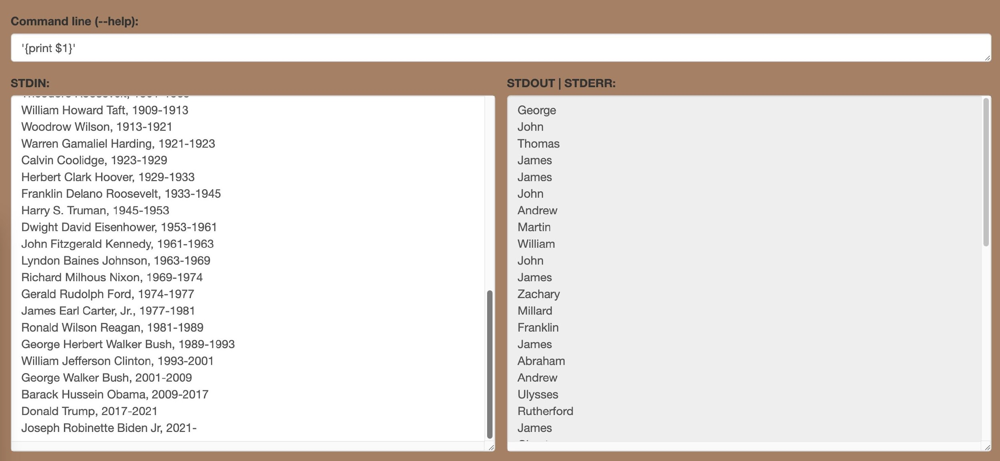 Command line (--help):
'{print $1}'
STDIN:
William Howard Taft, 1909-1913
Woodrow Wilson, 1913-1921
Warren Gamaliel Harding, 1921-1923
Calvin Coolidge, 1923-1929
Herbert Clark Hoover, 1929-1933
Franklin Delano Roosevelt, 1933-1945
Harry S. Truman, 1945-1953
Dwight David Eisenhower, 1953-1961
John Fitzgerald Kennedy, 1961-1963
Lyndon Baines Johnson, 1963-1969
Richard Milhous Nixon, 1969-1974
Gerald Rudolph Ford, 1974-1977
James Earl Carter, Jr., 1977-1981
Ronald Wilson Reagan, 1981-1989
George Herbert Walker Bush, 1989-1993
William Jefferson Clinton, 1993-2001
George Walker Bush, 2001-2009
Barack Hussein Obama, 2009-2017
Donald Trump, 2017-2021
Joseph Robinette Biden Jr, 2021-
STDOUT | STDERR:
George
John
Thomas
James
James
John
Andrew
Martin
William
John
James
Zachary
Millard
Franklin
James
Abraham
Andrew
Ulysses
Rutherford
James